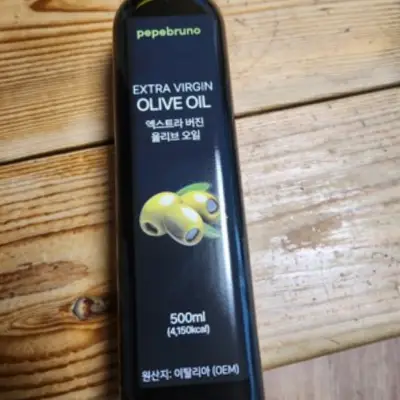 pepebruno
EXTRA VIRGIN
OLIVE OIL
엑스트라 버진
올리브 오일
500ml
(4,150kcal)
원산지: 이탈리아 (OEM)